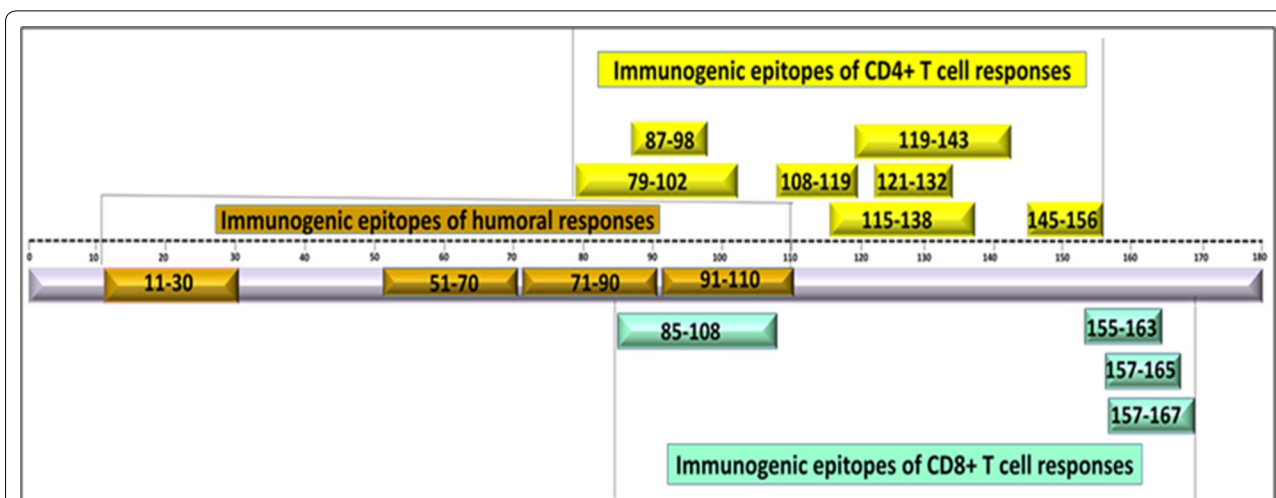 Immunogenic epitopes of CD4+ T cell responses
87-98 119-143
79-102 108-119 121-132
Immunogenic epitopes of humoral responses 115-138 145-156
0 10 20 30 40 50 60 70 80 90 100 110 120 130 140 150 160 170 180
11-30 51-70 71-90 91-110
85-108 155-163
157-165
157-167
Immunogenic epitopes of CD8+ T cell responses